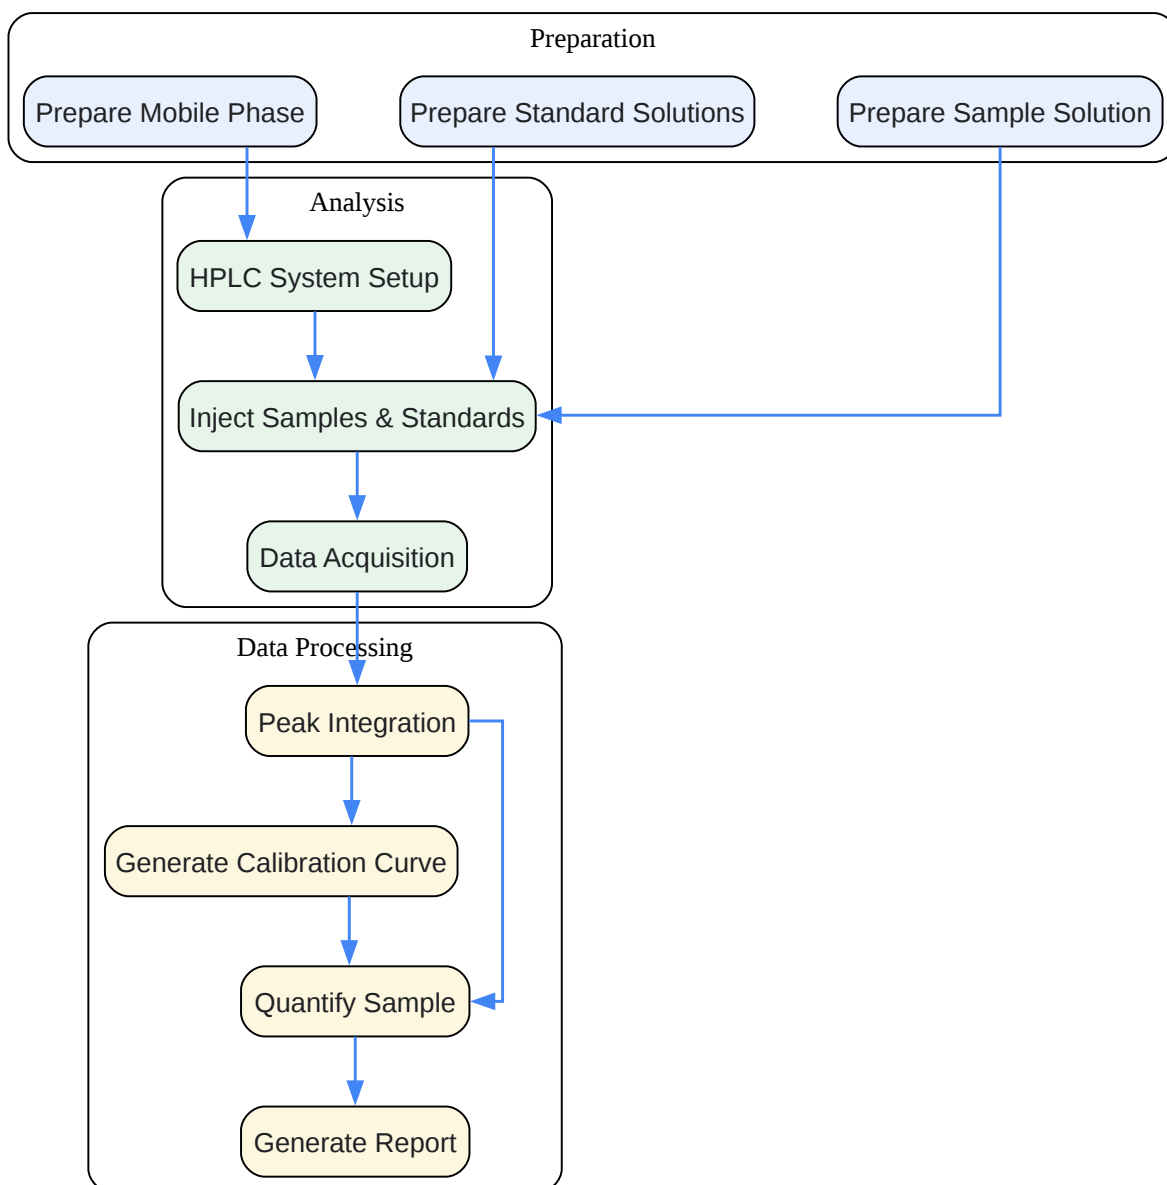 Preparation
Prepare Mobile Phase
Prepare Standard Solutions
Prepare Sample Solution
Analysis
HPLC System Setup
Inject Samples & Standards
Data Acquisition
Data Processing
Peak Integration
Generate Calibration Curve
Quantify Sample
Generate Report